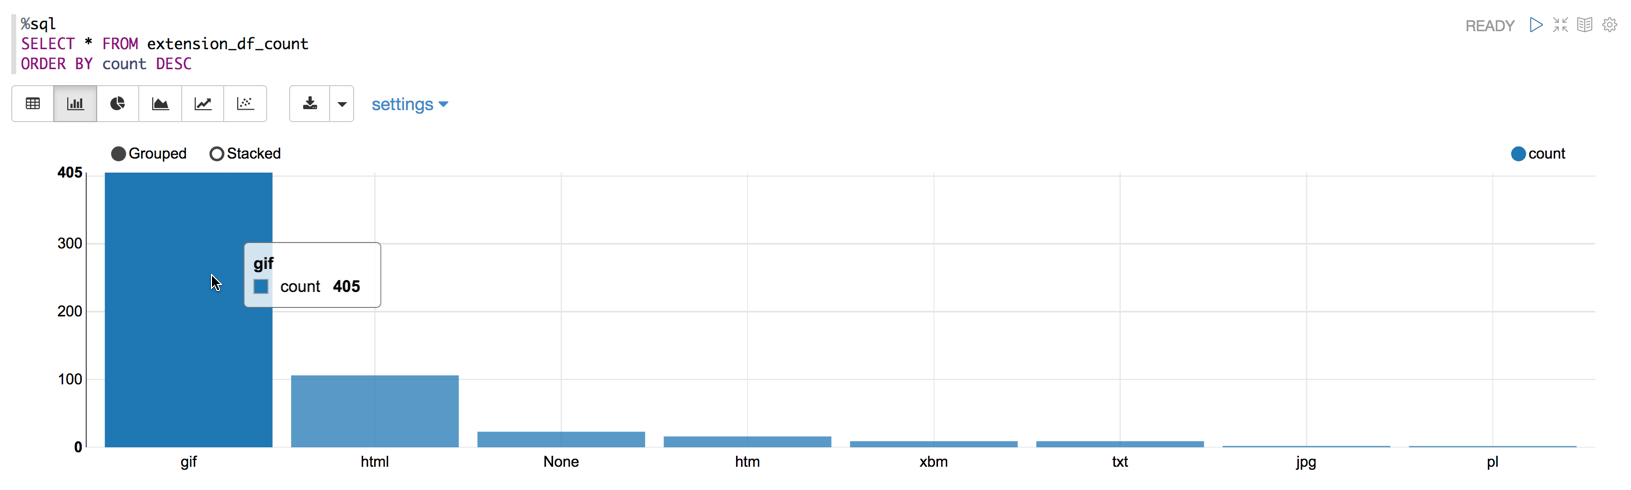 %sql
READY
SELECT * FROM extension_df_count
ORDER BY count DESC
settings
Grouped Stacked
count
405
300
200
100
0
gif
count 405
gif html None htm xbm txt jpg pl